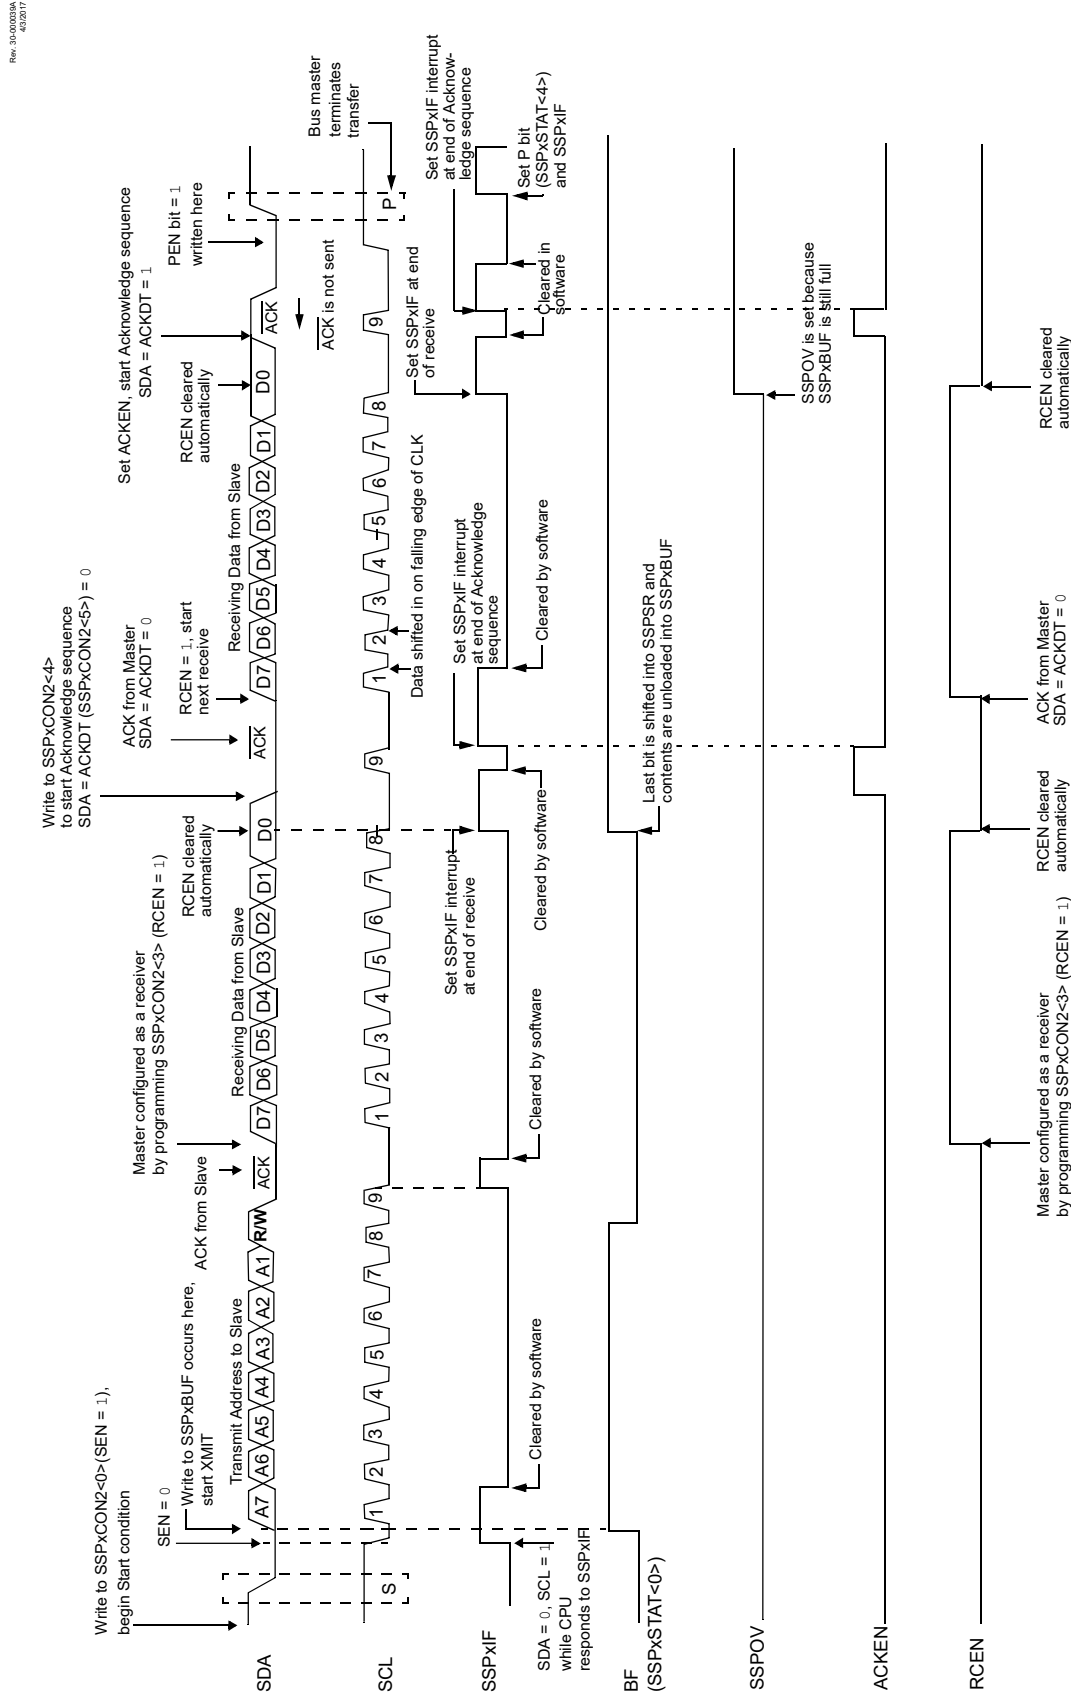 Rev. 30-000039A
4/3/2017
Write to SSPxCON2<0>(SEN = 1),
begin Start condition
SEN = 0
Write to SSPxBUF occurs here,
start XMIT
ACK from Slave
Master configured as a receiver
by programming SSPxCON2<3> (RCEN = 1)
RCEN cleared
automatically
Write to SSPxCON2<4>
to start Acknowledge sequence
SDA = ACKDT (SSPxCON2<5>) = 0
ACK from Master
SDA = ACKDT = 0
RCEN = 1, start
next receive
RCEN cleared
automatically
Set ACKEN, start Acknowledge sequence
SDA = ACKDT = 1
PEN bit = 1
written here
Transmit Address to Slave
Receiving Data from Slave
Receiving Data from Slave
SDA
A7 A6 A5 A4 A3 A2 A1 R/W ACK D7 D6 D5 D4 D3 D2 D1 D0 ACK D7 D6 D5 D4 D3 D2 D1 D0 ACK
ACK is not sent
Bus master
terminates
transfer
SCL
S 1 2 3 4 5 6 7 8 9 1 2 3 4 5 6 7 8 9 1 2 3 4 5 6 7 8 9 P
Data shifted in on falling edge of CLK
Set SSPxIF interrupt
at end of receive
Set SSPxIF interrupt
at end of Acknowledge
sequence
Set SSPxIF at end
of receive
Set SSPxIF interrupt
at end of Acknow-
ledge sequence
SSPxIF
SDA = 0, SCL = 1
while CPU
responds to SSPxIF
Cleared by software
Cleared by software
Cleared by software
Cleared by software
Cleared in
software
Set P bit
(SSPxSTAT<4>)
and SSPxIF
BF
(SSPxSTAT<0>)
Last bit is shifted into SSPSR and
contents are unloaded into SSPxBUF
SSPOV
SSPOV is set because
SSPxBUF is still full
ACKEN
RCEN
Master configured as a receiver
by programming SSPxCON2<3> (RCEN = 1)
RCEN cleared
automatically
ACK from Master
SDA = ACKDT = 0
RCEN cleared
automatically